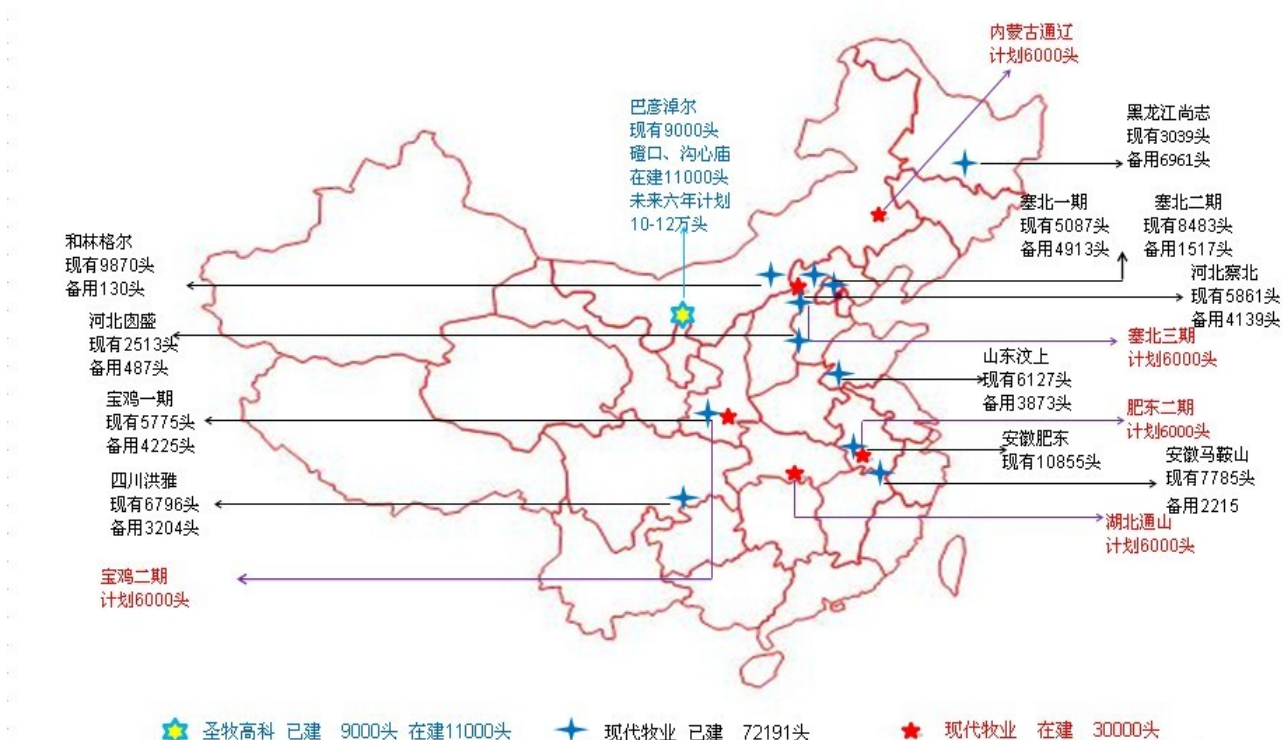 内蒙古通辽
计划6000头
巴彦淖尔
现有9000头
磴口、沟心庙
在建11000头
未来六年计划
10-12万头
黑龙江尚志
现有3039头
备用6961头
塞北一期
现有5087头
备用4913头
塞北二期
现有8483头
备用1517头
和林格尔
现有9870头
备用130头
河北察北
现有5861头
备用4139头
河北囱盛
现有2513头
备用487头
塞北三期
计划6000头
山东汶上
现有6127头
备用3873头
宝鸡一期
现有5775头
备用4225头
肥东二期
计划6000头
安徽肥东
现有10855头
安徽马鞍山
现有7785头
备用2215
四川洪雅
现有6796头
备用3204头
湖北通山
计划6000头
宝鸡二期
计划6000头
圣牧高科 已建 9000头 在建11000头
现代牧业 已建 72191头
现代牧业 在建 30000头